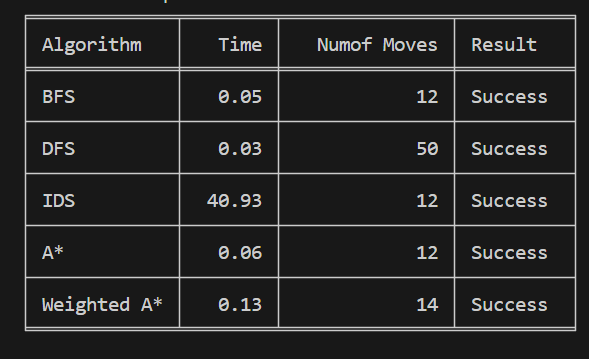 Algorithm Time Numof Moves Result
BFS 0.05 12 Success
DFS 0.03 50 Success
IDS 40.93 12 Success
A* 0.06 12 Success
Weighted A* 0.13 14 Success